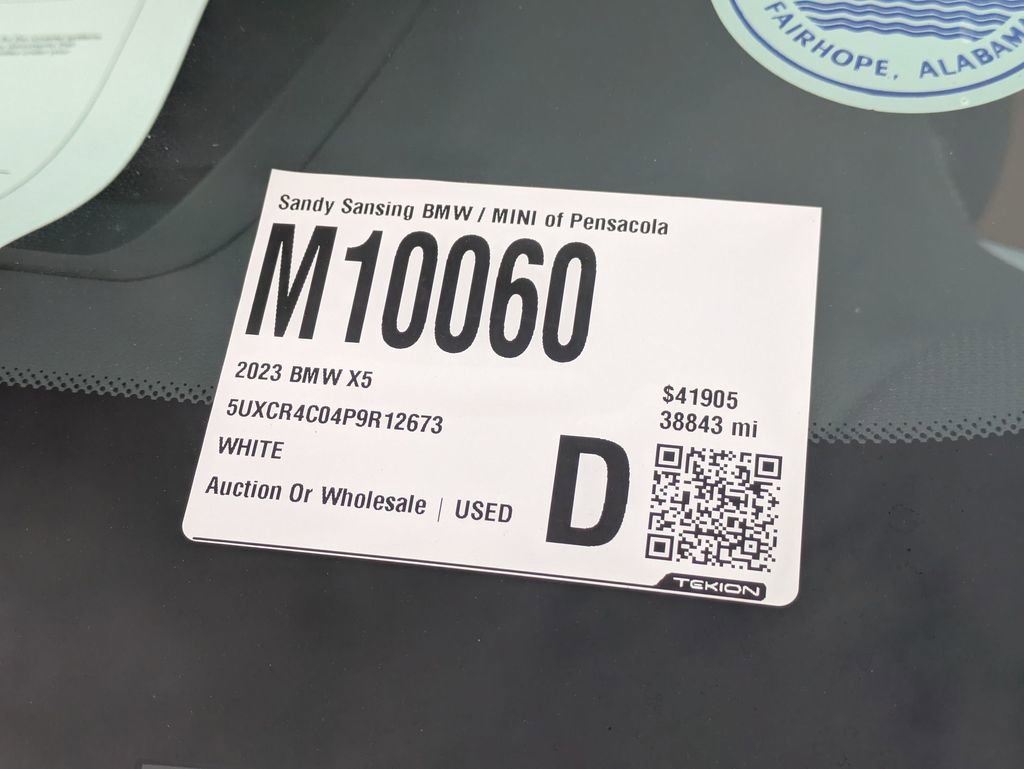 FAIRHOPE, ALABAMA
Sandy Sansing BMW / MINI of Pensacola
M10060
2023 BMW X5
5UXCR4C04P9R12673
WHITE
Auction Or Wholesale | USED
$41905
38843 mi
D
TEKION